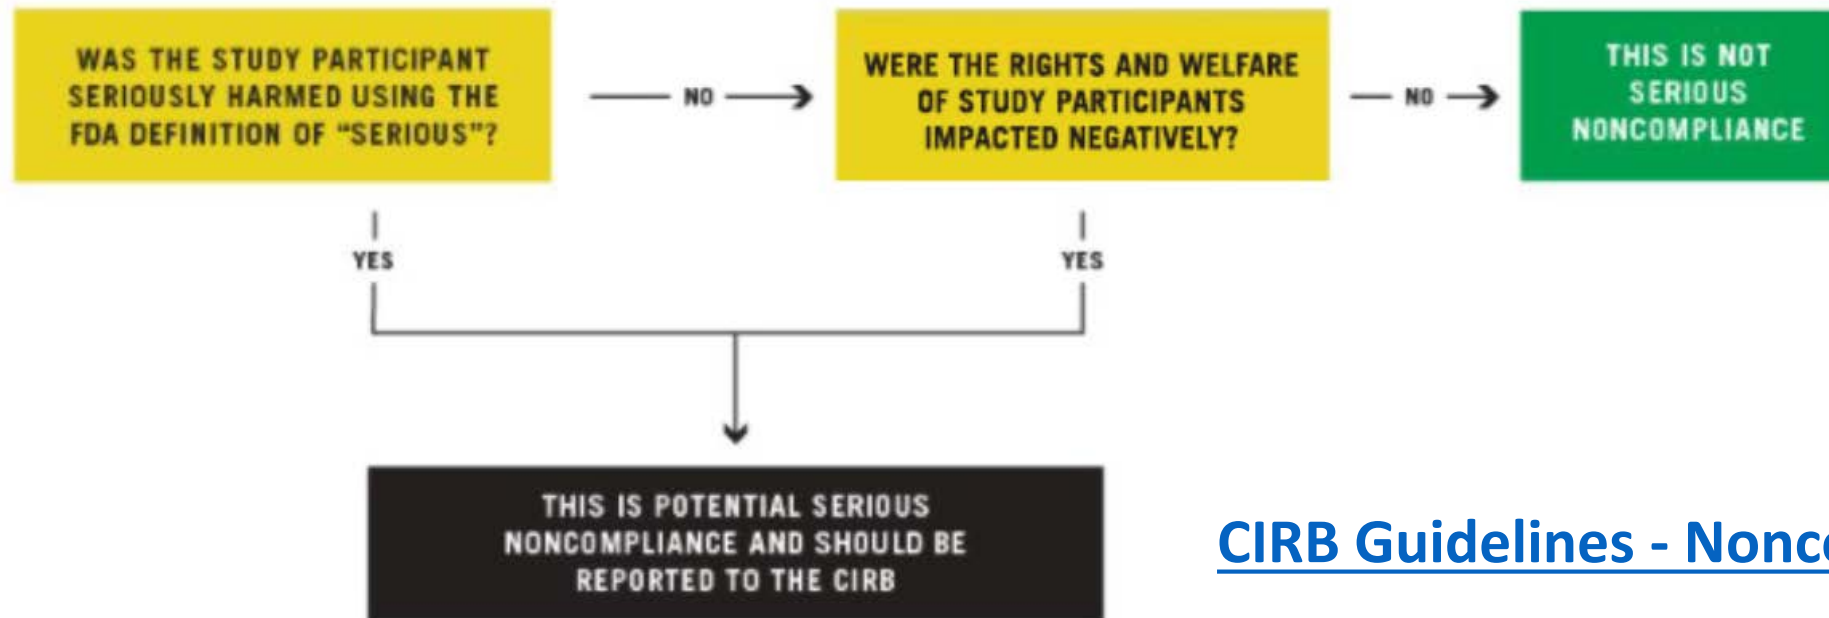 WAS THE STUDY PARTICIPANT
SERIOUSLY HARMED USING THE
FDA DEFINITION OF “SERIOUS”?
NO
WERE THE RIGHTS AND WELFARE
OF STUDY PARTICIPANTS
IMPACTED NEGATIVELY?
NO
THIS IS NOT
SERIOUS
NONCOMPLIANCE
YES
YES
THIS IS POTENTIAL SERIOUS
NONCOMPLIANCE AND SHOULD BE
REPORTED TO THE CIRB
CIRB Guidelines -